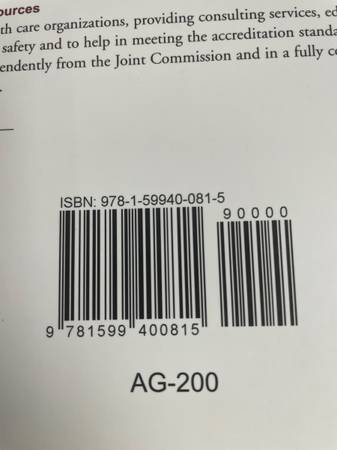 ources
th care organizations, providing consulting services, ed
safety and to help in meeting the accreditation standa
endently from the Joint Commission and in a fully co
ISBN: 978-1-59940-081-5
90000
9 781599 400815
AG-200